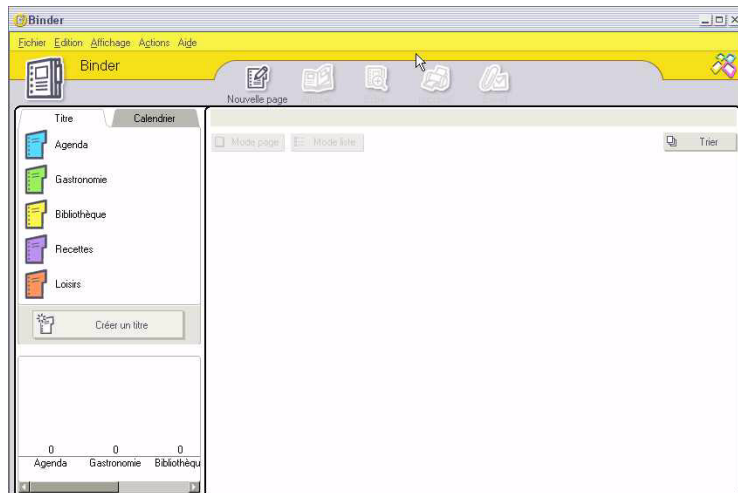 Binder
Fichier Edition Affichage Actions Aide
Binder
Nouvelle page
Titre Calendrier
Agenda
Mode page Mode liste Trier
Gastronomie
Bibliothèque
Recettes
Loisirs
Créer un titre
0 0 0
Agenda Gastronomie Bibliothèqu